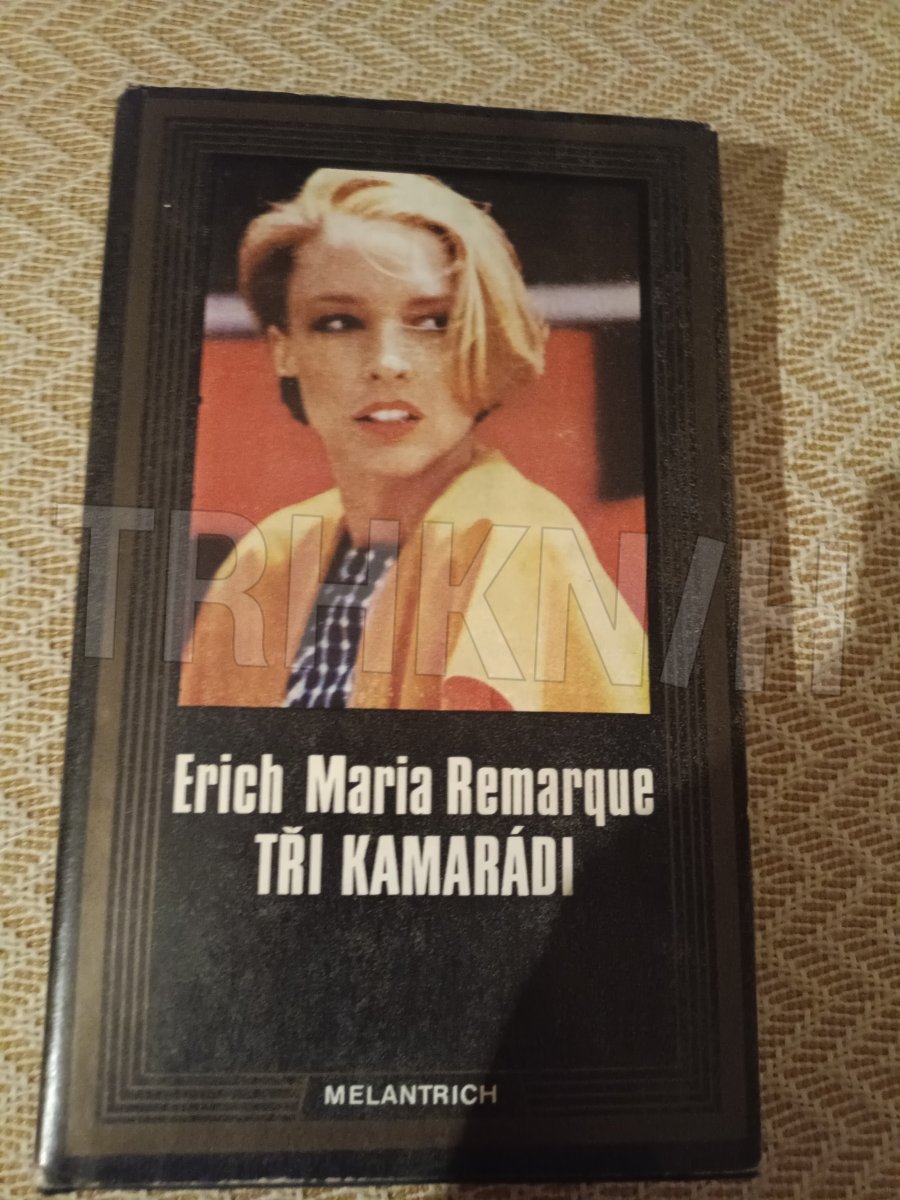 TRHKNIH
Erich Maria Remarque
TŘI KAMARÁDI
MELANTRICH